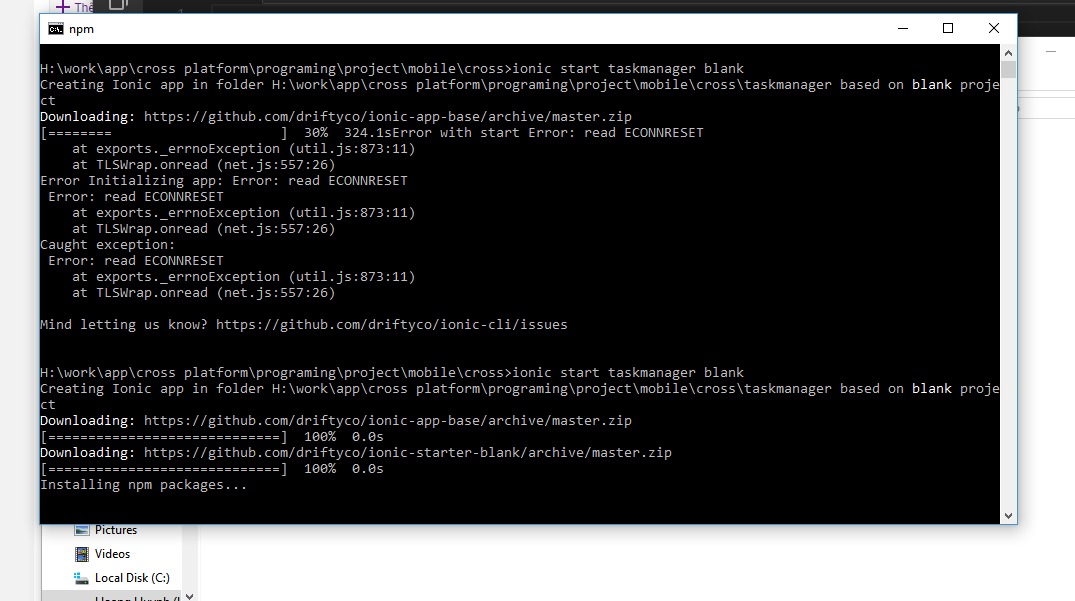 Thê
1
npm
H:\work\app\cross platform\programing\project\mobile\cross>ionic start taskmanager blank
Creating Ionic app in folder H:\work\app\cross platform\programing\project\mobile\cross\taskmanager based on blank proje
ct
Downloading: https://github.com/driftyco/ionic-app-base/archive/master.zip
[========                     ]  30%  324.1sError with start Error: read ECONNRESET
    at exports._errnoException (util.js:873:11)
    at TLSWrap.onread (net.js:557:26)
Error Initializing app: Error: read ECONNRESET
 Error: read ECONNRESET
    at exports._errnoException (util.js:873:11)
    at TLSWrap.onread (net.js:557:26)
Caught exception:
 Error: read ECONNRESET
    at exports._errnoException (util.js:873:11)
    at TLSWrap.onread (net.js:557:26)
Mind letting us know? https://github.com/driftyco/ionic-cli/issues
H:\work\app\cross platform\programing\project\mobile\cross>ionic start taskmanager blank
Creating Ionic app in folder H:\work\app\cross platform\programing\project\mobile\cross\taskmanager based on blank proje
ct
Downloading: https://github.com/driftyco/ionic-app-base/archive/master.zip
[=============================]  100%  0.0s
Downloading: https://github.com/driftyco/ionic-starter-blank/archive/master.zip
[=============================]  100%  0.0s
Installing npm packages...
Pictures
Videos
Local Disk (C:)
Hoang Huynh